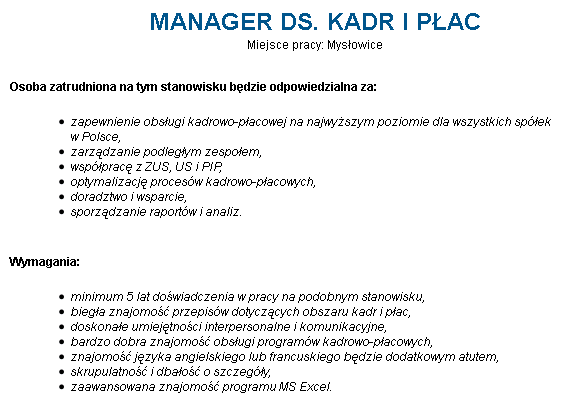 MANAGER DS. KADR I PŁAC
Miejsce pracy: Mysłowice
Osoba zatrudniona na tym stanowisku będzie odpowiedzialna za:
• zapewnienie obsługi kadrowo-płacowej na najwyższym poziomie dla wszystkich spółek
w Polsce,
• zarządzanie podległym zespołem,
• współpracę z ZUS, US i PIP,
• optymalizację procesów kadrowo-płacowych,
• doradztwo i wsparcie,
• sporządzanie raportów i analiz.
Wymagania:
• minimum 5 lat doświadczenia w pracy na podobnym stanowisku,
• biegła znajomość przepisów dotyczących obszaru kadr i płac,
• doskonałe umiejętności interpersonalne i komunikacyjne,
• bardzo dobra znajomość obsługi programów kadrowo-płacowych,
• znajomość języka angielskiego lub francuskiego będzie dodatkowym atutem,
• skrupulatność i dbałość o szczegóły,
• zaawansowana znajomość programu MS Excel.